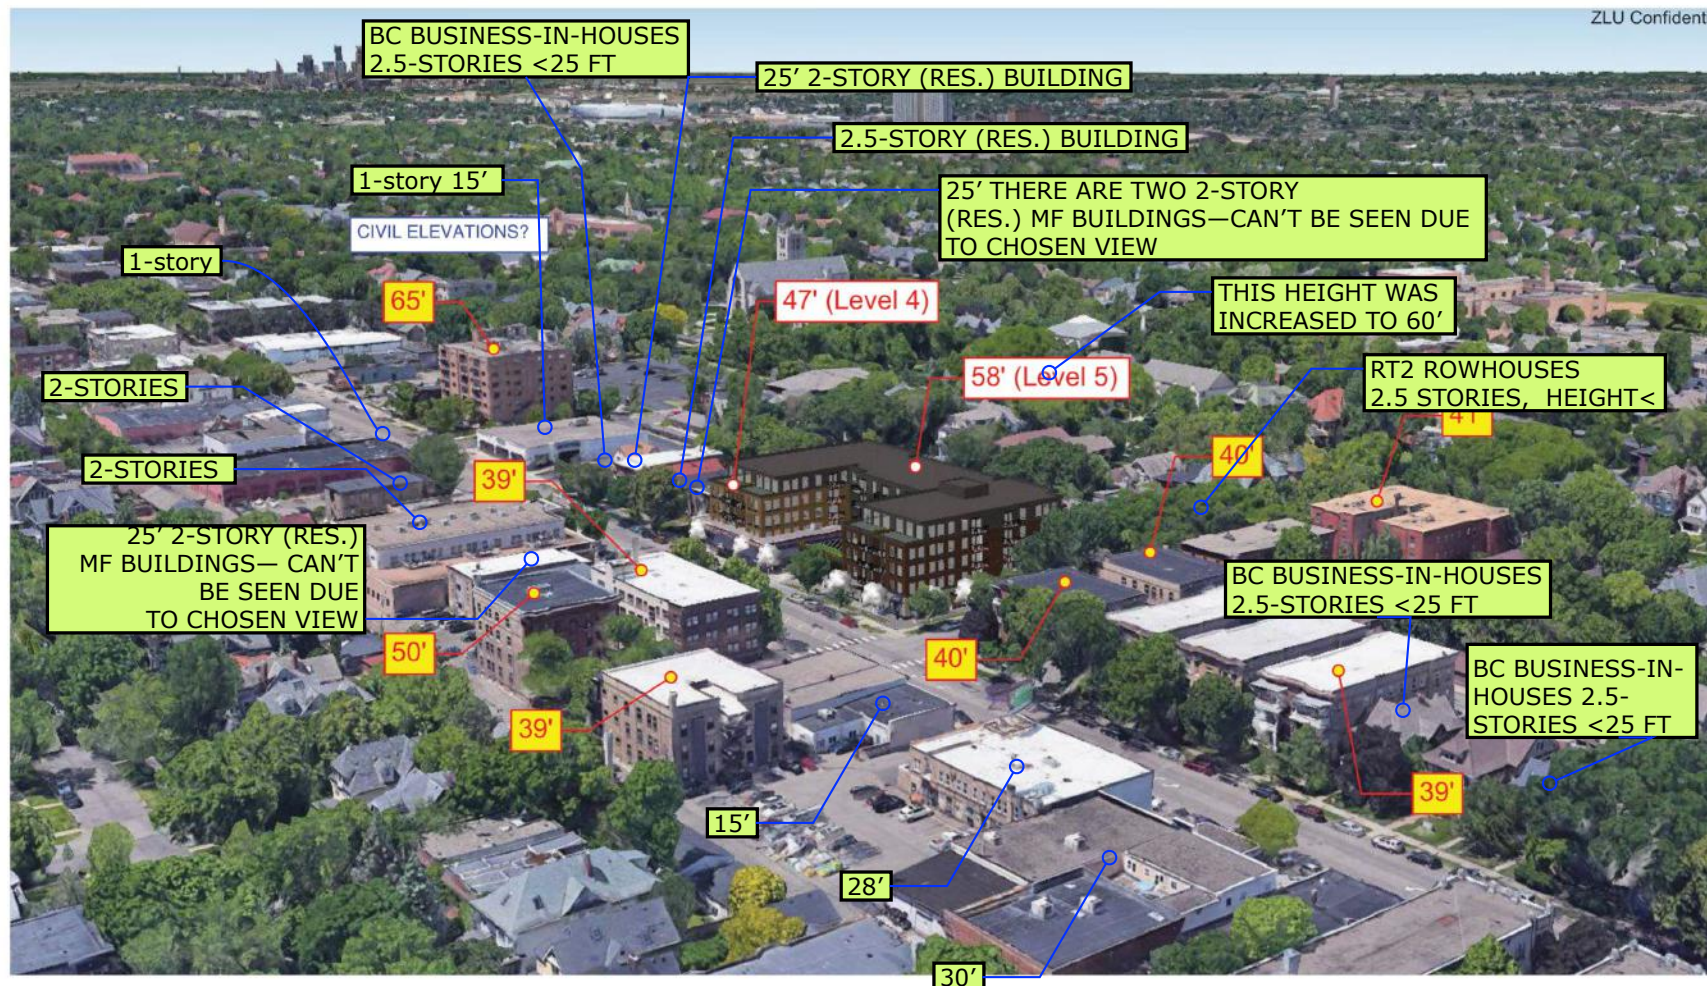 ZLU Confident
BC BUSINESS-IN-HOUSES
2.5-STORIES <25 FT
25’ 2-STORY (RES.) BUILDING
2.5-STORY (RES.) BUILDING
1-story 15’
25’ THERE ARE TWO 2-STORY
(RES.) MF BUILDINGS—CAN’T BE SEEN DUE
TO CHOSEN VIEW
CIVIL ELEVATIONS?
1-story
65'
47' (Level 4)
THIS HEIGHT WAS
INCREASED TO 60’
58' (Level 5)
RT2 ROWHOUSES
2.5 STORIES, HEIGHT<
2-STORIES
41'
40'
2-STORIES
39'
25’ 2-STORY (RES.)
MF BUILDINGS— CAN’T
BE SEEN DUE
TO CHOSEN VIEW
BC BUSINESS-IN-HOUSES
2.5-STORIES <25 FT
50'
40'
BC BUSINESS-IN-
HOUSES 2.5-
STORIES <25 FT
39'
39'
15’
28’
30’